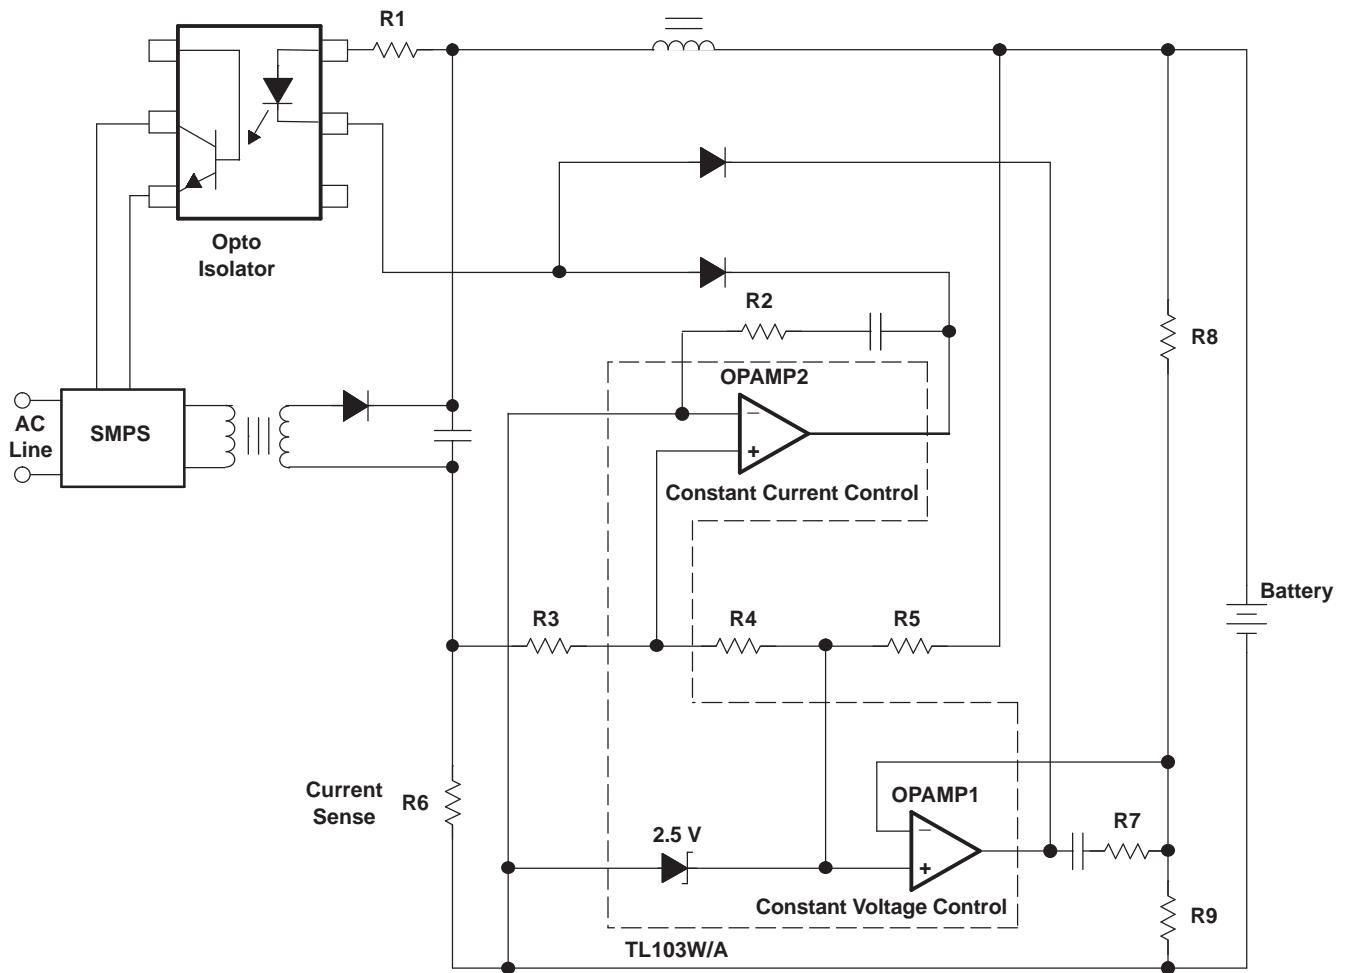 R1
Opto
Isolator
R2
R8
OPAMP2
AC
Line
SMPS
−
+
Constant Current Control
Battery
R3
R4
R5
Current
Sense
R6
OPAMP1
2.5 V
−
+
R7
Constant Voltage Control
R9
TL103W/A